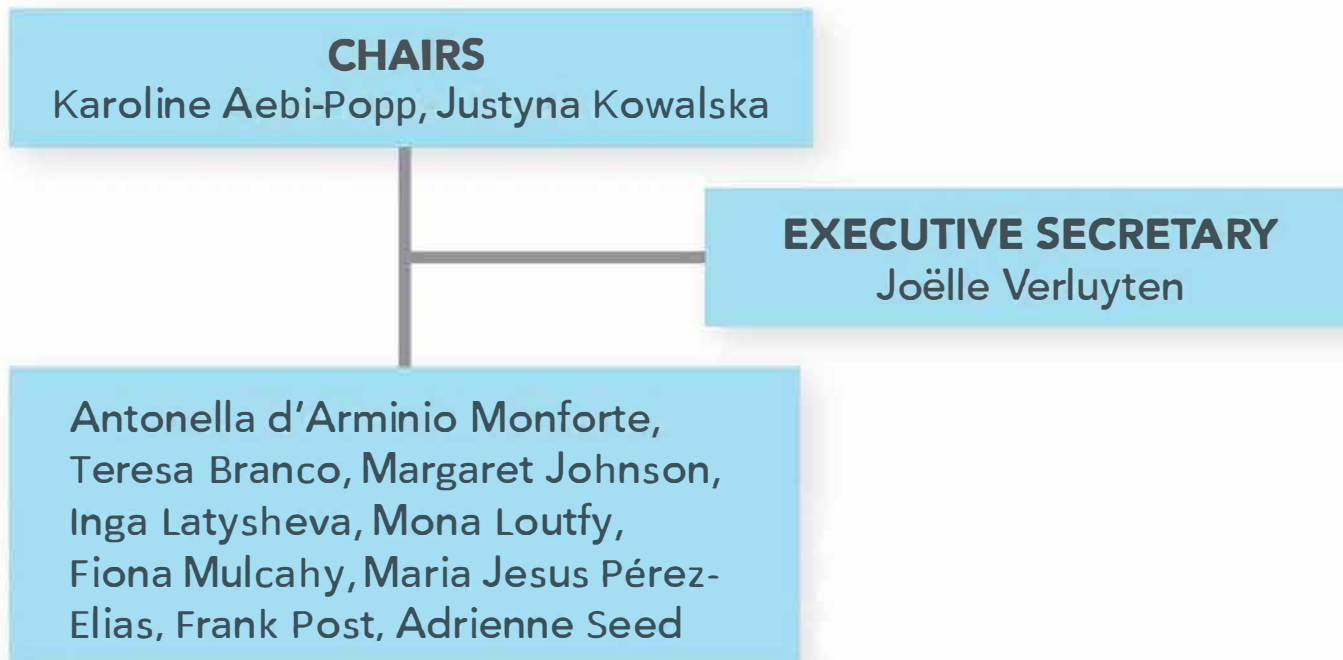 CHAIRS
Karoline Aebi-Popp, Justyna Kowalska
EXECUTIVE SECRETARY
Joëlle Verluyten
Antonella d’Arminio Monforte,
Teresa Branco, Margaret Johnson,
Inga Latysheva, Mona Loutfy,
Fiona Mulcahy, Maria Jesus Pérez-
Elias, Frank Post, Adrienne Seed